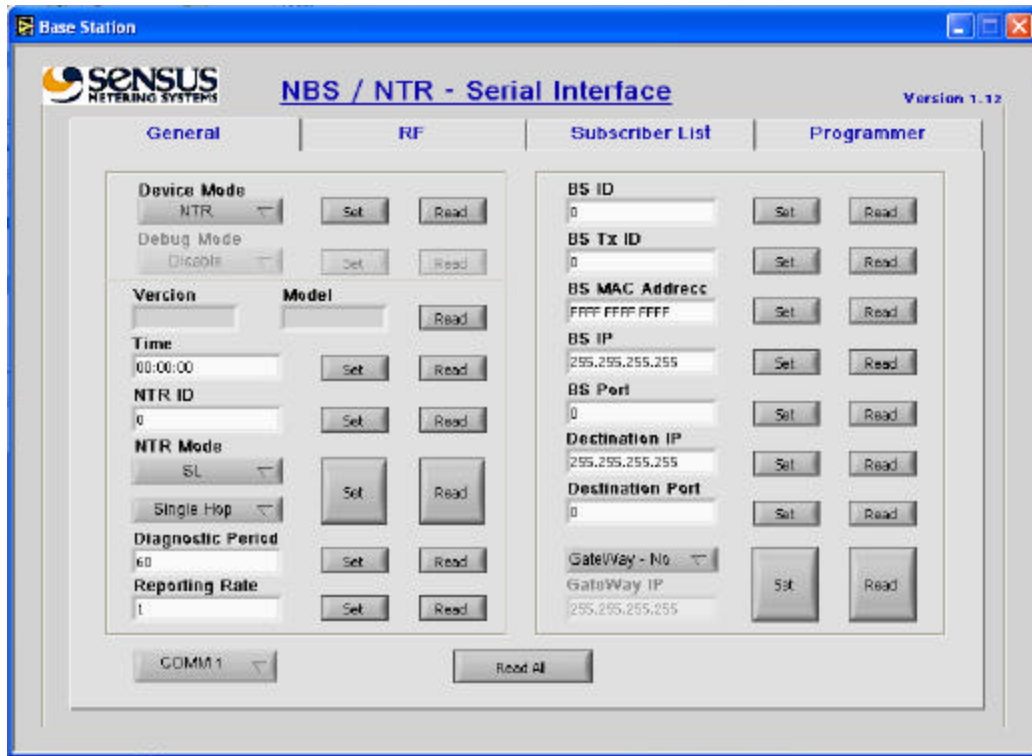 Base Station
SENSUS
METERING SYSTEMS
NBS / NTR - Serial Interface
Version 1.12
General
RF
Subscriber List
Programmer
Device Mode
NTR
Set
Read
Debug Mode
Disable
Set
Read
Version
Model
Read
Time
00:00:00
Set
Read
NTR ID
0
Set
Read
NTR Mode
SL
Single Hop
Set
Read
Diagnostic Period
60
Set
Read
Reporting Rate
1
Set
Read
COMM 1
Read All
BS ID
0
Set
Read
BS Tx ID
0
Set
Read
BS MAC Address
FFFF FFFF FFFF
Set
Read
BS IP
255.255.255.255
Set
Read
BS Port
0
Set
Read
Destination IP
255.255.255.255
Set
Read
Destination Port
0
Set
Read
GateWay - No
GateWay IP
255.255.255.255
Set
Read